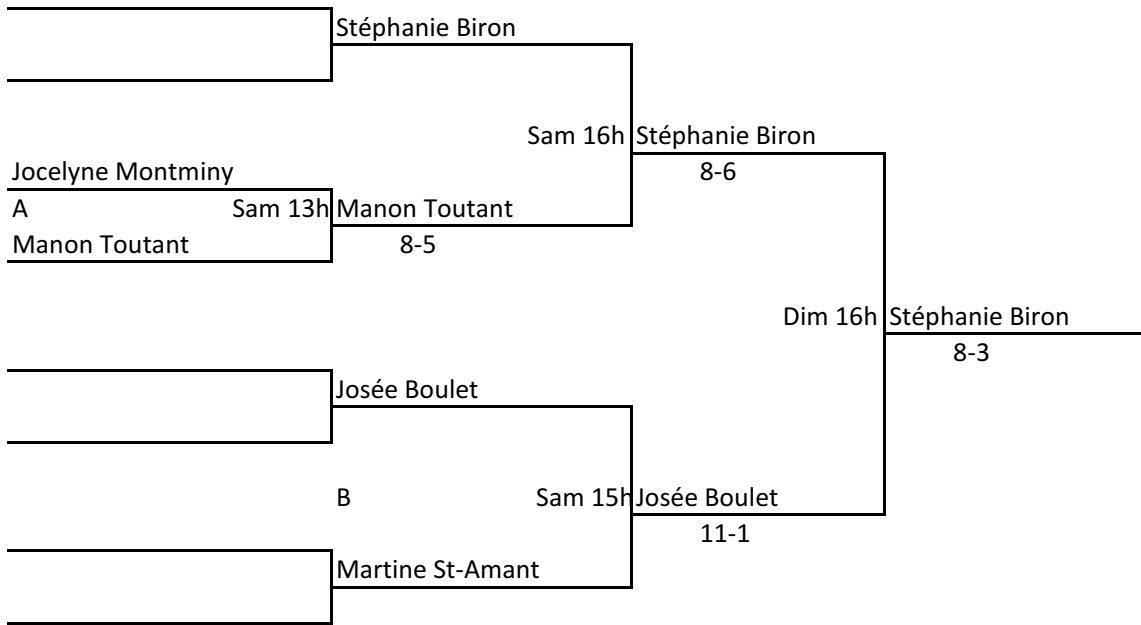 Stéphanie Biron
Sam 16h Stéphanie Biron
Jocelyne Montminy
8-6
A Sam 13h Manon Toutant
Manon Toutant
8-5
Dim 16h Stéphanie Biron
8-3
Josée Boulet
B Sam 15h Josée Boulet
11-1
Martine St-Amant